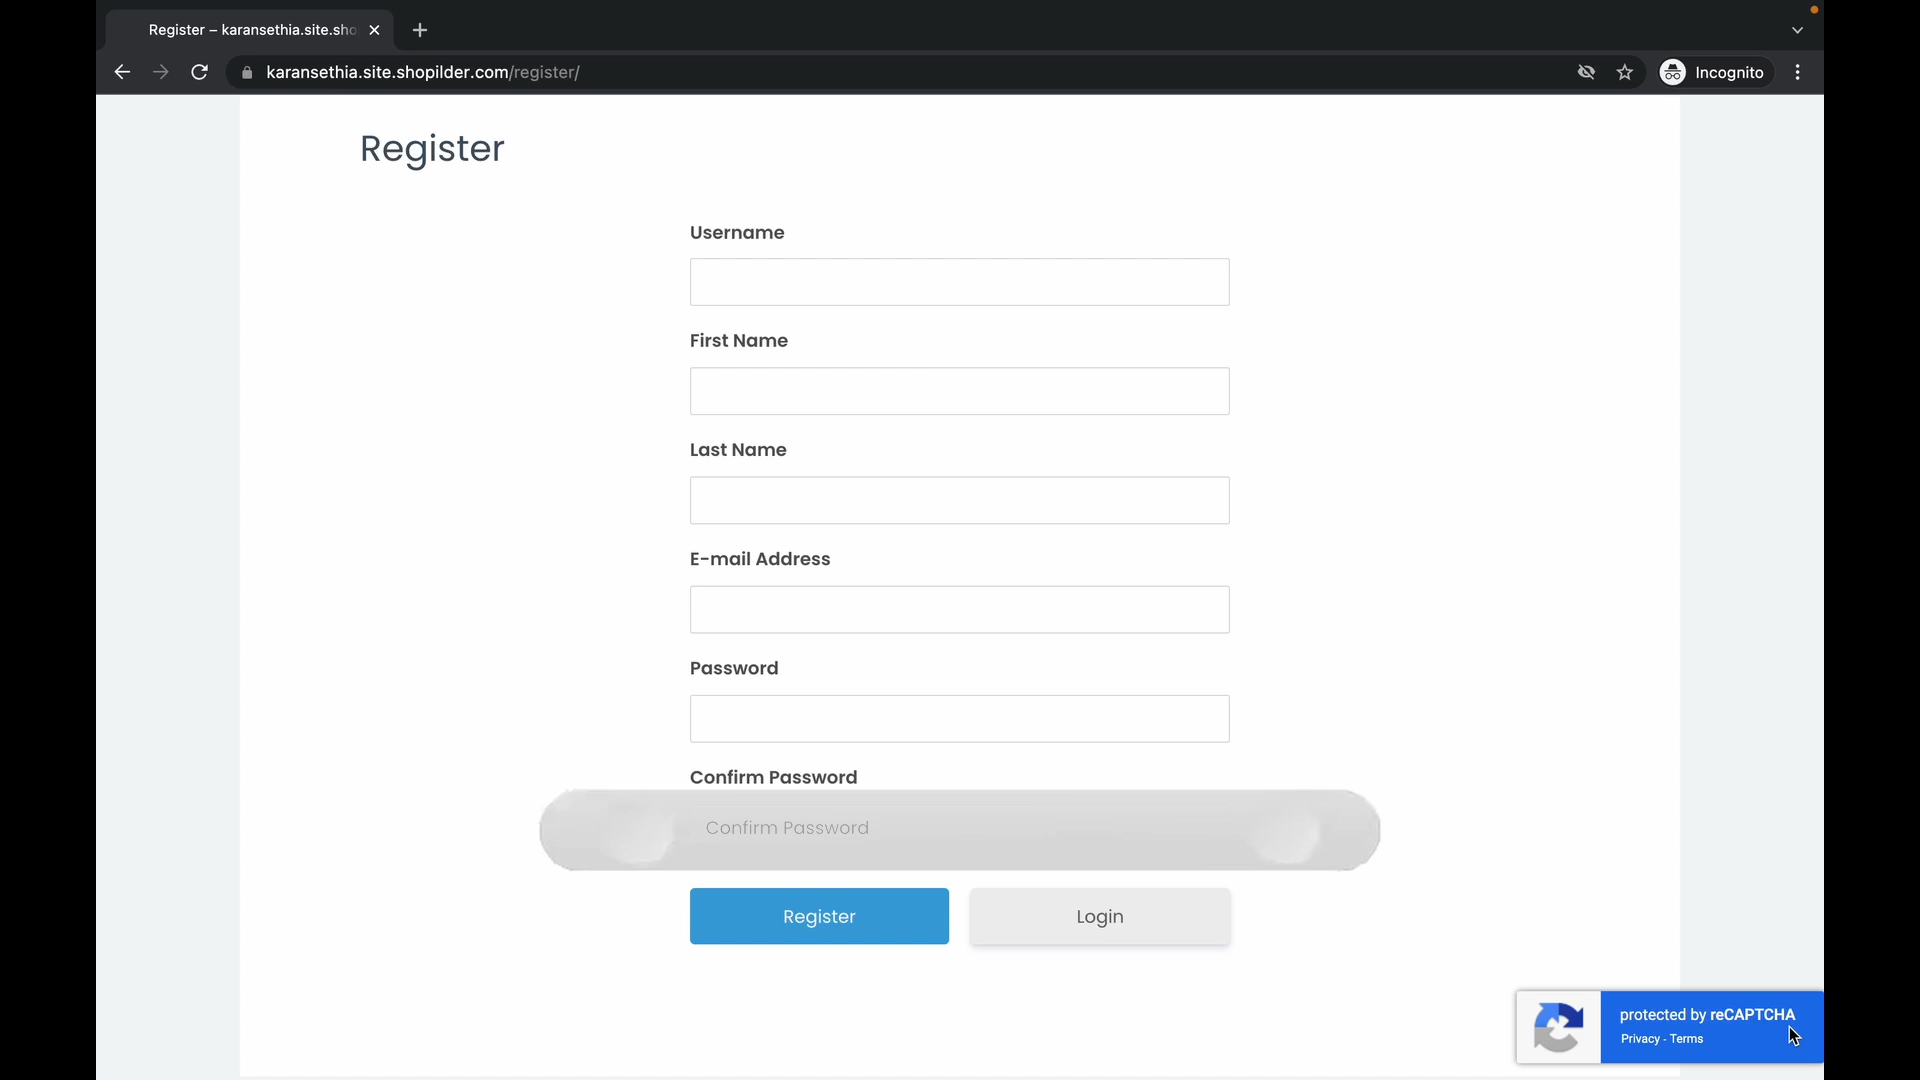 Register – karansethia.site.sho
karansethia.site.shopilder.com/register/
Incognito
Register
Username
First Name
Last Name
E-mail Address
Password
Confirm Password
Confirm Password
Register
Login
protected by reCAPTCHA
Privacy - Terms